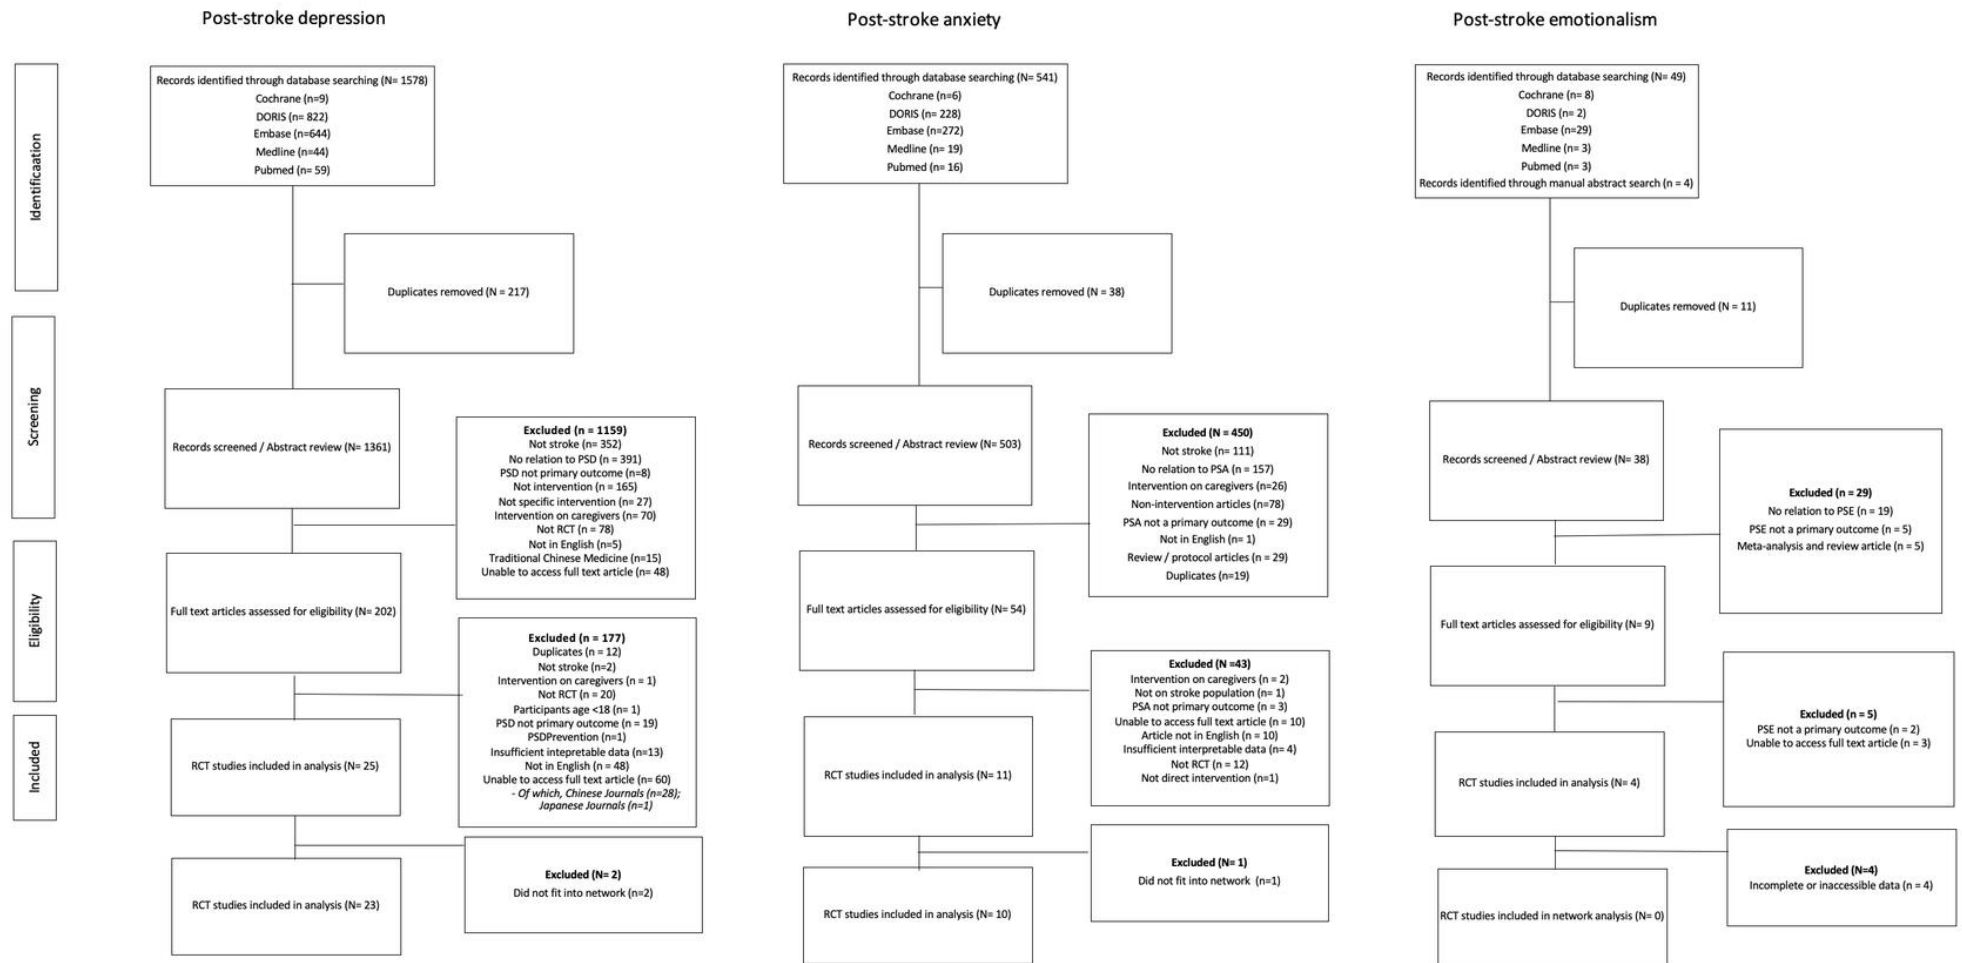 Post-stroke depression
Post-stroke anxiety
Post-stroke emotionalism
Identificaation
Screening
Eligibility
Included
Records identified through database searching (N= 1578)
Cochrane (n=9)
DORIS (n= 822)
Embase (n=644)
Medline (n=44)
Pubmed (n= 59)
Duplicates removed (N = 217)
Records screened / Abstract review (N= 1361)
Excluded (n = 1159)
Not stroke (n= 352)
No relation to PSD (n = 391)
PSD not primary outcome (n=8)
Not intervention (n = 165)
Not specific intervention (n= 27)
Intervention on caregivers (n= 70)
Not RCT (n = 78)
Not in English (n=5)
Traditional Chinese Medicine (n=15)
Unable to access full text article (n= 48)
Full text articles assessed for eligibility (N= 202)
Excluded (n = 177)
Duplicates (n = 12)
Not stroke (n=2)
Intervention on caregivers (n = 1)
Not RCT (n = 20)
Participants age <18 (n= 1)
PSD not primary outcome (n = 19)
PSDPrevention (n=1)
Insufficient intepretable data (n=13)
Not in English (n = 48)
Unable to access full text article (n= 60)
- Of which, Chinese Journals (n=28);
Japanese Journals (n=1)
RCT studies included in analysis (N= 25)
Excluded (N= 2)
Did not fit into network (n=2)
RCT studies included in analysis (N= 23)
Records identified through database searching (N= 541)
Cochrane (n=6)
DORIS (n= 228)
Embase (n=272)
Medline (n= 19)
Pubmed (n= 16)
Duplicates removed (N = 38)
Records screened / Abstract review (N= 503)
Excluded (N = 450)
Not stroke (n= 111)
No relation to PSA (n = 157)
Intervention on caregivers (n=26)
Non-intervention articles (n=78)
PSA not a primary outcome (n = 29)
Not in English (n= 1)
Review / protocol articles (n = 29)
Duplicates (n=19)
Full text articles assessed for eligibility (N= 54)
Excluded (N =43)
Intervention on caregivers (n = 2)
Not on stroke population (n= 1)
PSA not primary outcome (n = 3)
Unable to access full text article (n = 10)
Article not in English (n = 10)
Insufficient interpretable data (n= 4)
Not RCT (n = 12)
Not direct intervention (n=1)
RCT studies included in analysis (N= 11)
Excluded (N= 1)
Did not fit into network (n=1)
RCT studies included in analysis (N= 10)
Records identified through database searching (N= 49)
Cochrane (n= 8)
DORIS (n= 2)
Embase (n=29)
Medline (n= 3)
Pubmed (n= 3)
Records identified through manual abstract search (n = 4)
Duplicates removed (N = 11)
Records screened / Abstract review (N= 38)
Excluded (n = 29)
No relation to PSE (n = 19)
PSE not a primary outcome (n = 5)
Meta-analysis and review article (n = 5)
Full text articles assessed for eligibility (N= 9)
Excluded (n = 5)
PSE not a primary outcome (n = 2)
Unable to access full text article (n = 3)
RCT studies included in analysis (N= 4)
Excluded (N=4)
Incomplete or inaccessible data (n = 4)
RCT studies included in network analysis (N= 0)